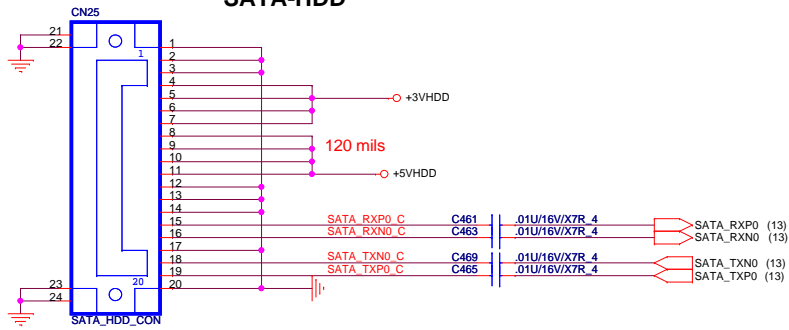 SATA-HDD
CN25
21
22
1
1
2
3
4
5
+3VHDD
6
7
8
9
120 mils
10
11
+5VHDD
12
13
14
15
SATA_RXP0_C
C461
.01U/16V/X7R_4
SATA_RXP0 (13)
16
SATA_RXN0_C
C463
.01U/16V/X7R_4
SATA_RXN0 (13)
17
18
SATA_TXN0_C
C469
.01U/16V/X7R_4
SATA_TXN0 (13)
19
SATA_TXP0_C
C465
.01U/16V/X7R_4
SATA_TXP0 (13)
23
20
20
24
SATA_HDD_CON